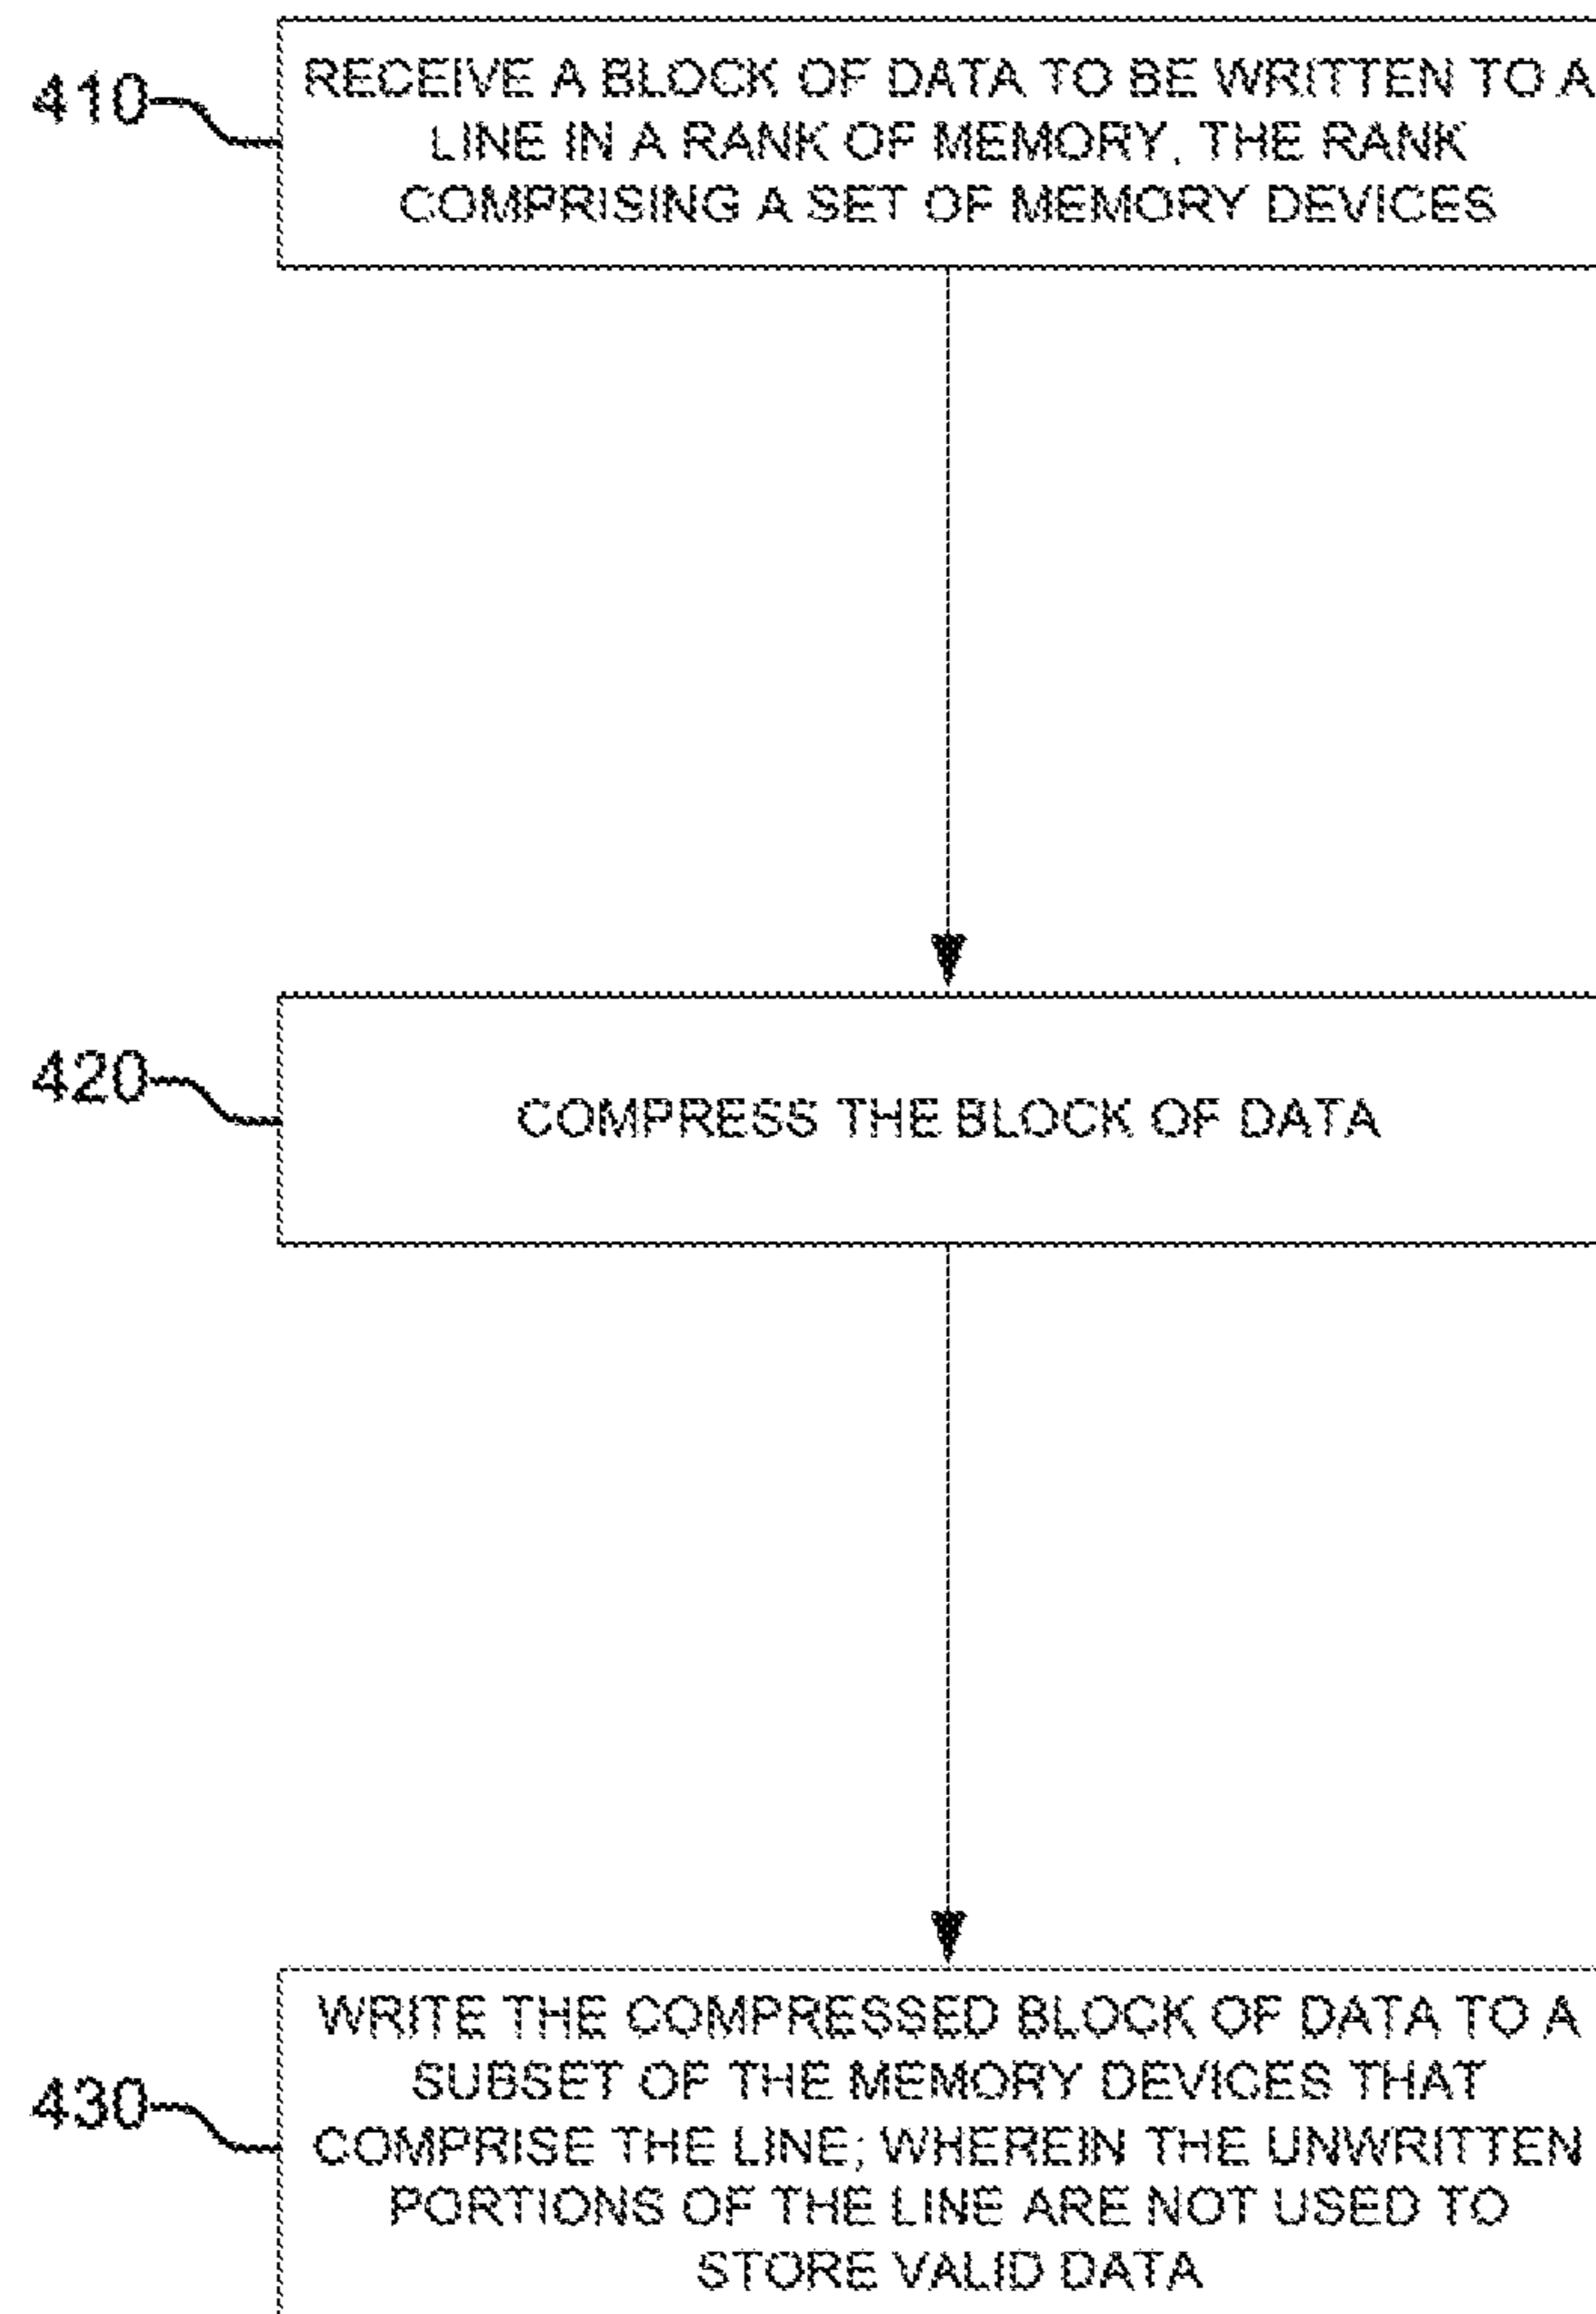 410
RECEIVE A BLOCK OF DATA TO BE WRITTEN TO A
LINE IN A RANK OF MEMORY, THE RANK
COMPRISING A SET OF MEMORY DEVICES
420
COMPRESS THE BLOCK OF DATA
430
WRITE THE COMPRESSED BLOCK OF DATA TO A
SUBSET OF THE MEMORY DEVICES THAT
COMPRISE THE LINE; WHEREIN THE UNWRITTEN
PORTIONS OF THE LINE ARE NOT USED TO
STORE VALID DATA